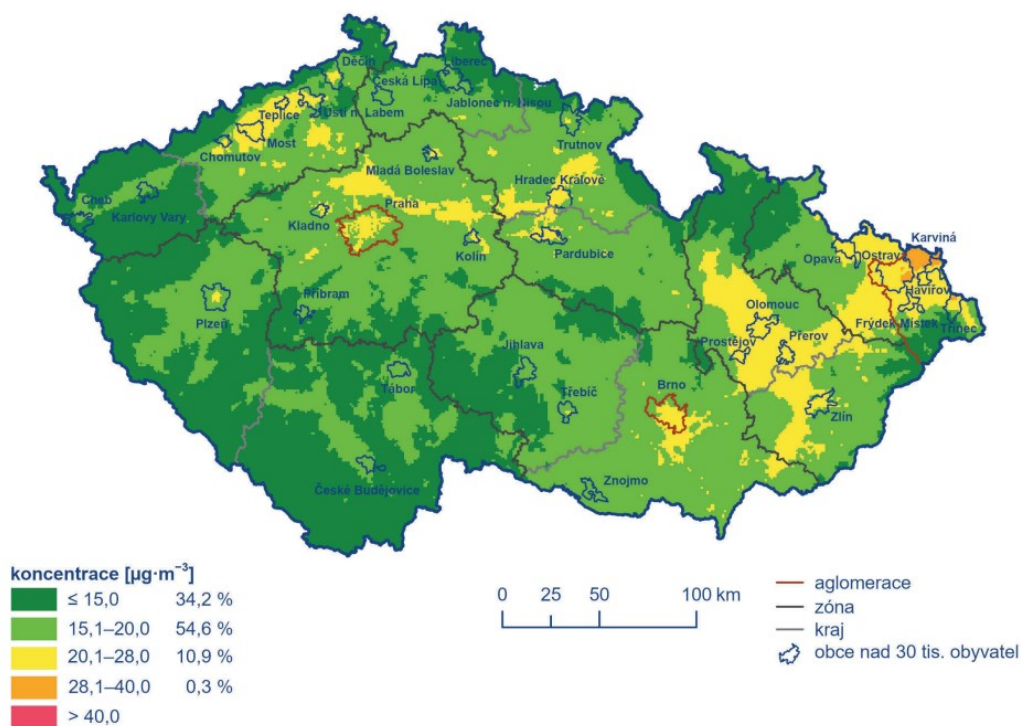 Děčín
Liberec
Česká Lípa
Jablonec n. Nisou
Teplice
Ústí n. Labem
Most
Chomutov
Trutnov
Mladá Boleslav
Hradec Králové
Cheb
Karlovy Vary
Praha
Kladno
Kolín
Pardubice
Karviná
Opava
Ostrava
Havířov
Plzeň
Příbram
Olomouc
Frýdek Místek
Třinec
Prostějov
Přerov
Jihlava
Tábor
Třebíč
Brno
Zlín
České Budějovice
Znojmo
koncentrace [µg·m⁻³]
≤ 15,0 34,2 %
15,1–20,0 54,6 %
20,1–28,0 10,9 %
28,1–40,0 0,3 %
> 40,0
0 25 50 100 km
aglomerace
zóna
kraj
obce nad 30 tis. obyvatel